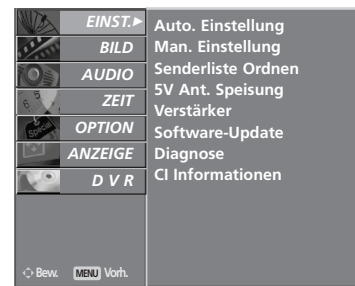 EINST.►
BILD
AUDIO
ZEIT
OPTION
ANZEIGE
D V R
Auto. Einstellung
Man. Einstellung
Senderliste Ordnen
5V Ant. Speisung
Verstärker
Software-Update
Diagnose
CI Informationen
Bew. MENU Vorh.